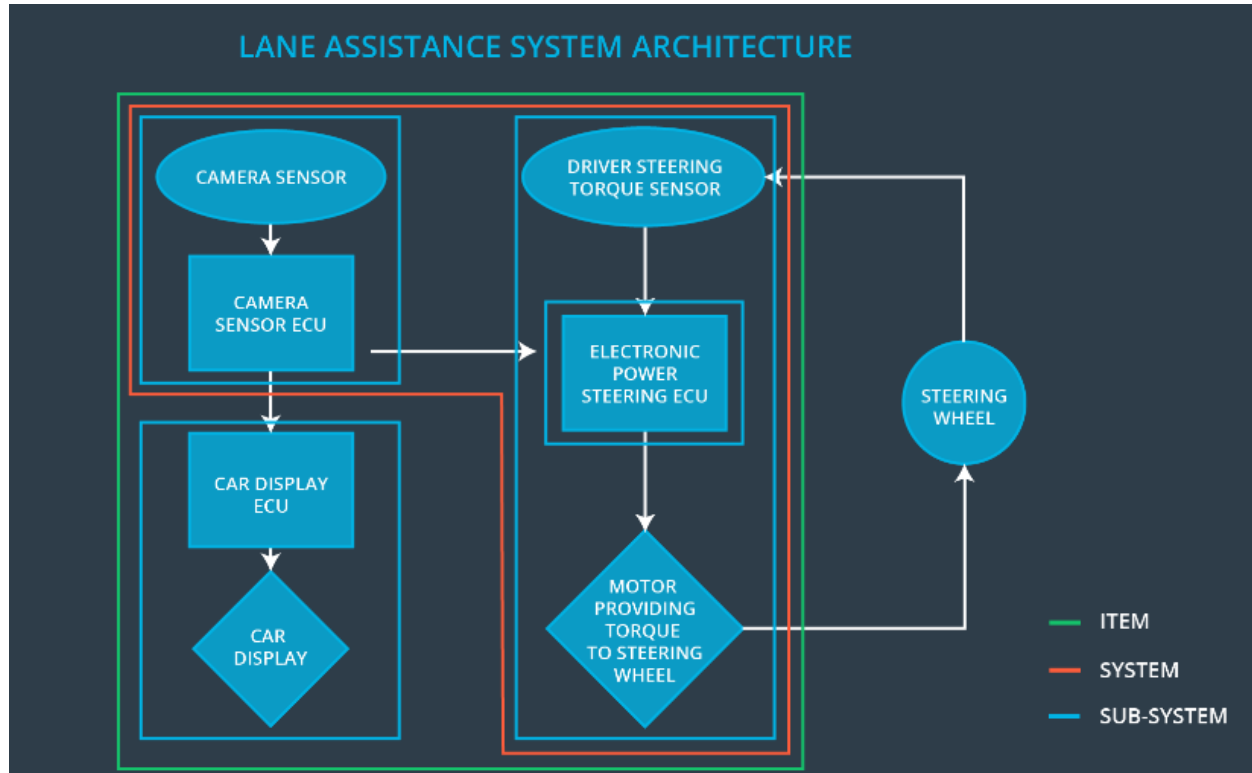 LANE ASSISTANCE SYSTEM ARCHITECTURE
CAMERA SENSOR
CAMERA
SENSOR ECU
CAR DISPLAY
ECU
CAR
DISPLAY
DRIVER STEERING
TORQUE SENSOR
ELECTRONIC
POWER
STEERING ECU
MOTOR
PROVIDING
TORQUE
TO STEERING
WHEEL
STEERING
WHEEL
ITEM
SYSTEM
SUB-SYSTEM